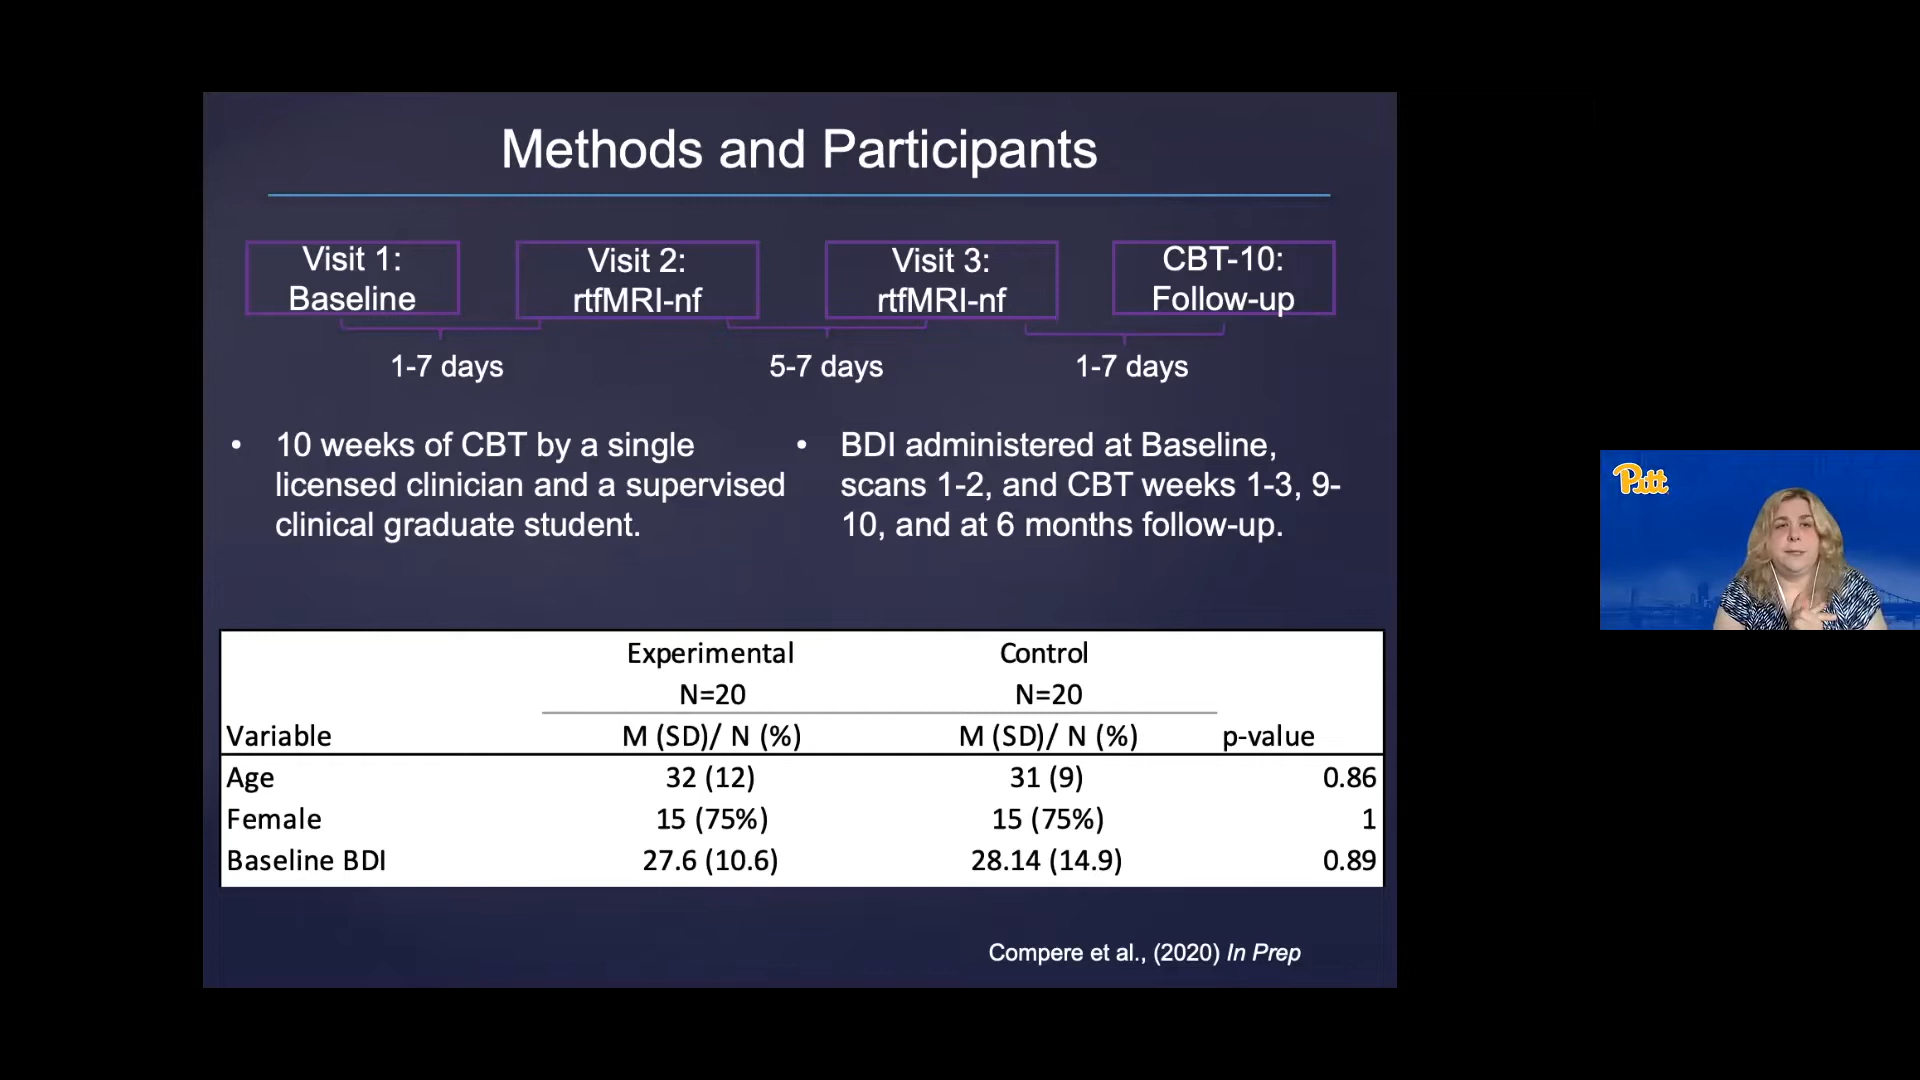 Methods and Participants
Visit 1:
Baseline
Visit 2:
rtfMRI-nf
Visit 3:
rtfMRI-nf
CBT-10:
Follow-up
1-7 days
5-7 days
1-7 days
• 10 weeks of CBT by a single
licensed clinician and a supervised
clinical graduate student.
• BDI administered at Baseline,
scans 1-2, and CBT weeks 1-3, 9-
10, and at 6 months follow-up.
Experimental Control
N=20 N=20
Variable M (SD)/ N (%) M (SD)/ N (%) p-value
Age 32 (12) 31 (9) 0.86
Female 15 (75%) 15 (75%) 1
Baseline BDI 27.6 (10.6) 28.14 (14.9) 0.89
Compere et al., (2020) In Prep
Pitt